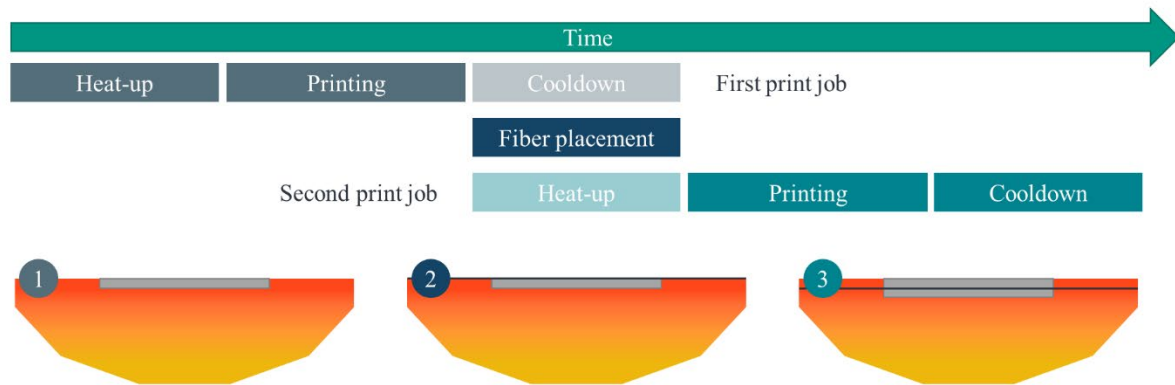 Time
Heat-up Printing Cooldown First print job
Fiber placement
Second print job Heat-up Printing Cooldown
1 2 3